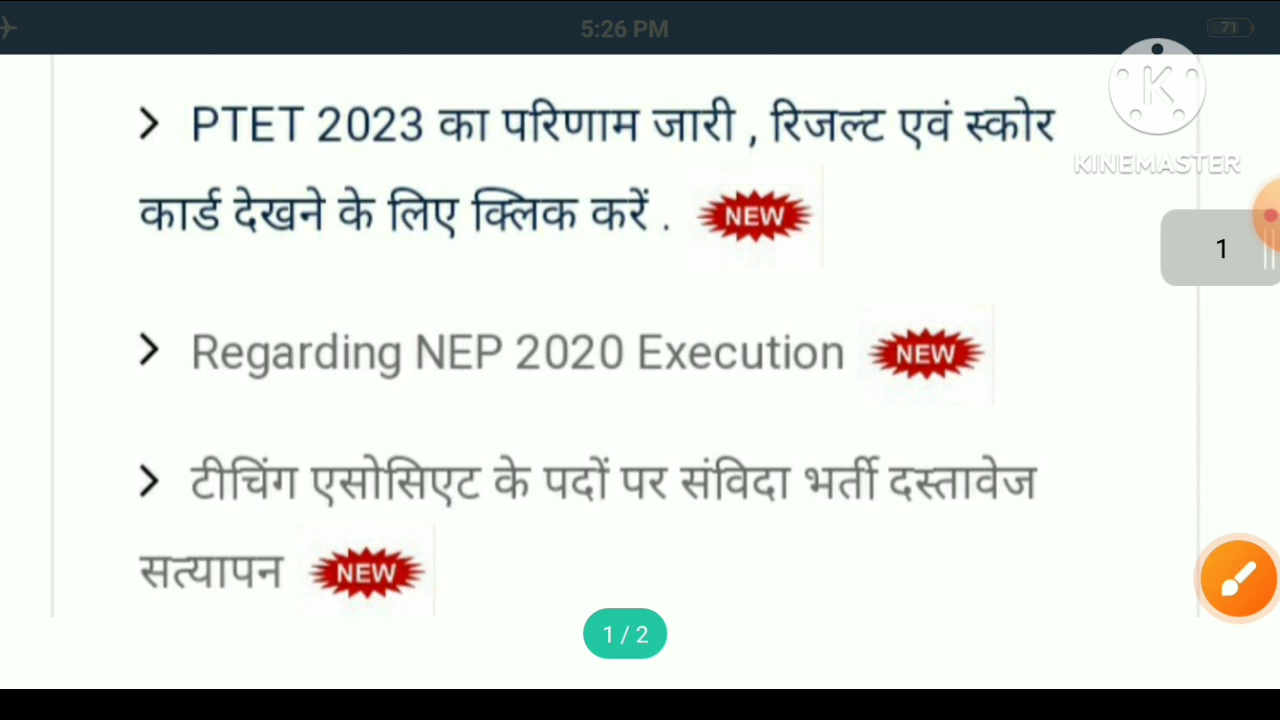 5:26 PM
71
K
KINEMASTER
> PTET 2023 का परिणाम जारी , रिजल्ट एवं स्कोर
कार्ड देखने के लिए क्लिक करें . NEW
1
> Regarding NEP 2020 Execution NEW
> टीचिंग एसोसिएट के पदों पर संविदा भर्ती दस्तावेज
सत्यापन NEW
1 / 2